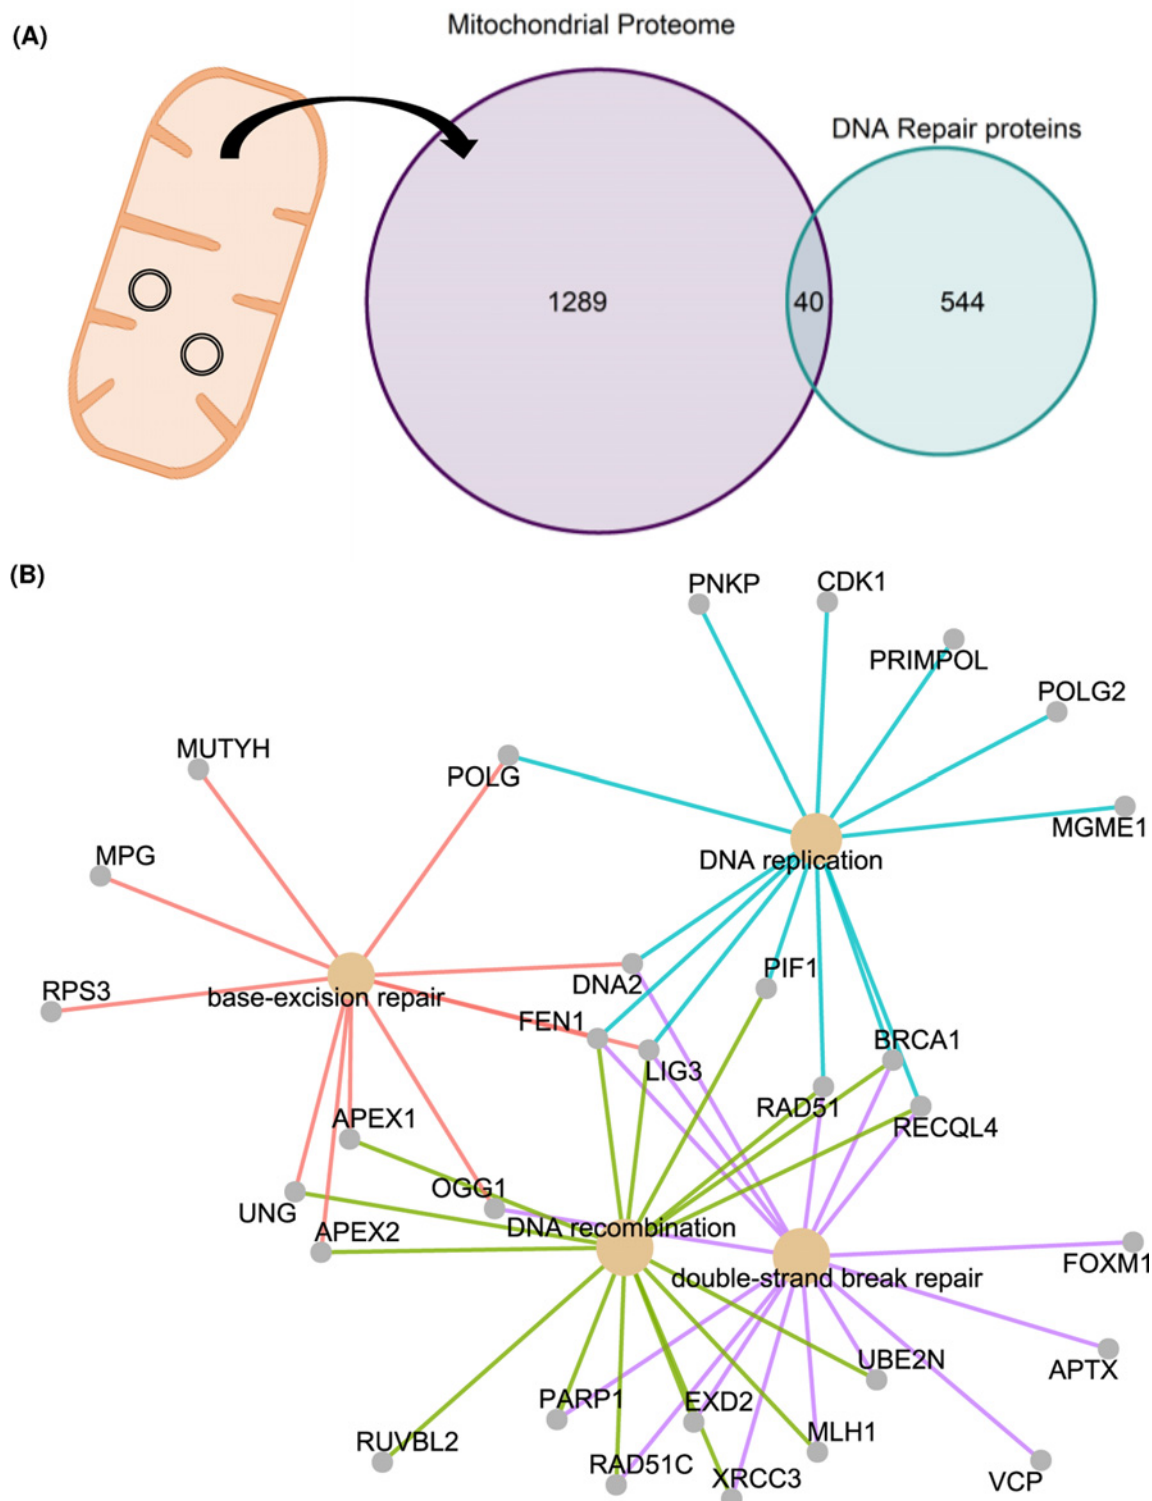 (A)
Mitochondrial Proteome
DNA Repair proteins
1289
40
544
(B)
PNKP
CDK1
PRIMPOL
POLG2
MUTYH
POLG
MGME1
MPG
DNA replication
RPS3
base-excision repair
DNA2
PIF1
FEN1
BRCA1
LIG3
RAD51
RECQL4
APEX1
OGG1
UNG
APEX2
DNA recombination
FOXM1
double-strand break repair
UBE2N
APTX
PARP1
EXD2
MLH1
RUVBL2
RAD51C
XRCC3
VCP